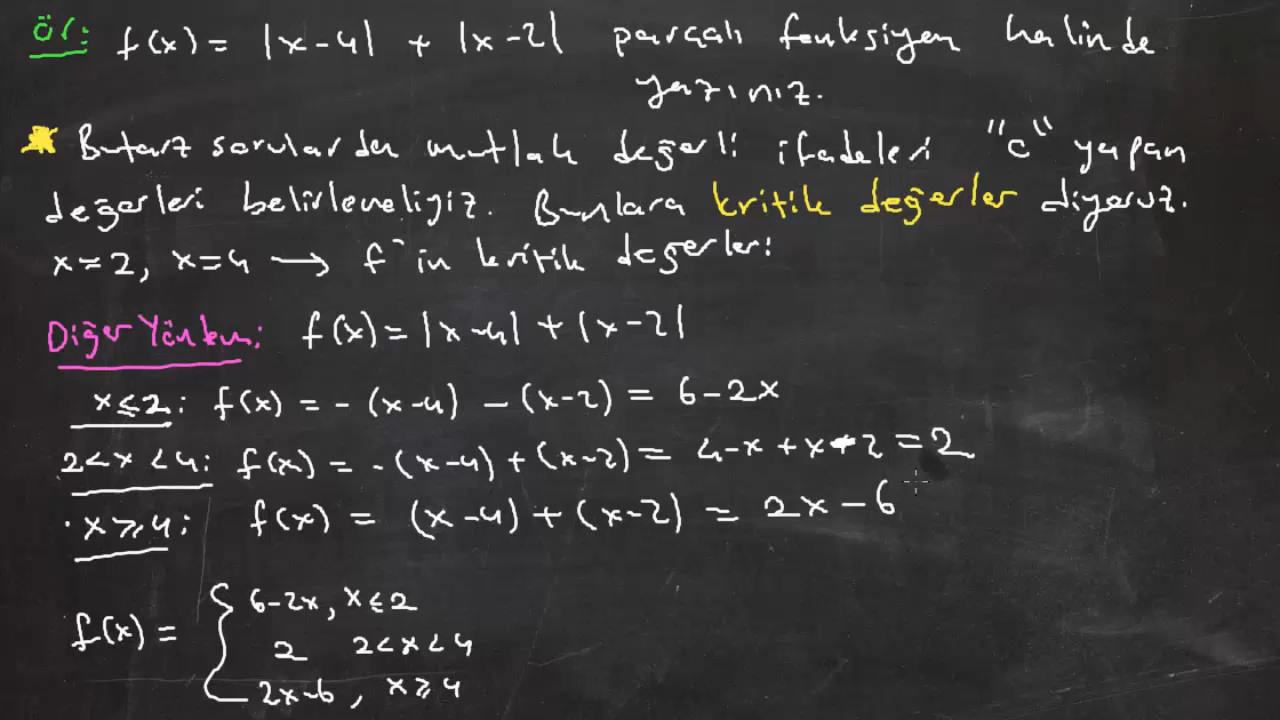 Ör: f(x) = |x-4| + |x-2| parçalı fonksiyon halinde
yazınız.
Bu tarz sorularda mutlak değerli ifadeleri "0" yapan
değerleri belirlemeliyiz. Bunlara kritik değerler diyoruz.
x=2, x=4 → f'in kritik değerleri
Diğer Yöntem: f(x) = |x-4| + |x-2|
x≤2: f(x) = -(x-4) - (x-2) = 6-2x
2<x<4: f(x) = -(x-4) + (x-2) = 4-x+x-2 = 2
x≥4: f(x) = (x-4) + (x-2) = 2x-6
f(x) = { 6-2x, x≤2
2 2<x<4
2x-6, x≥4